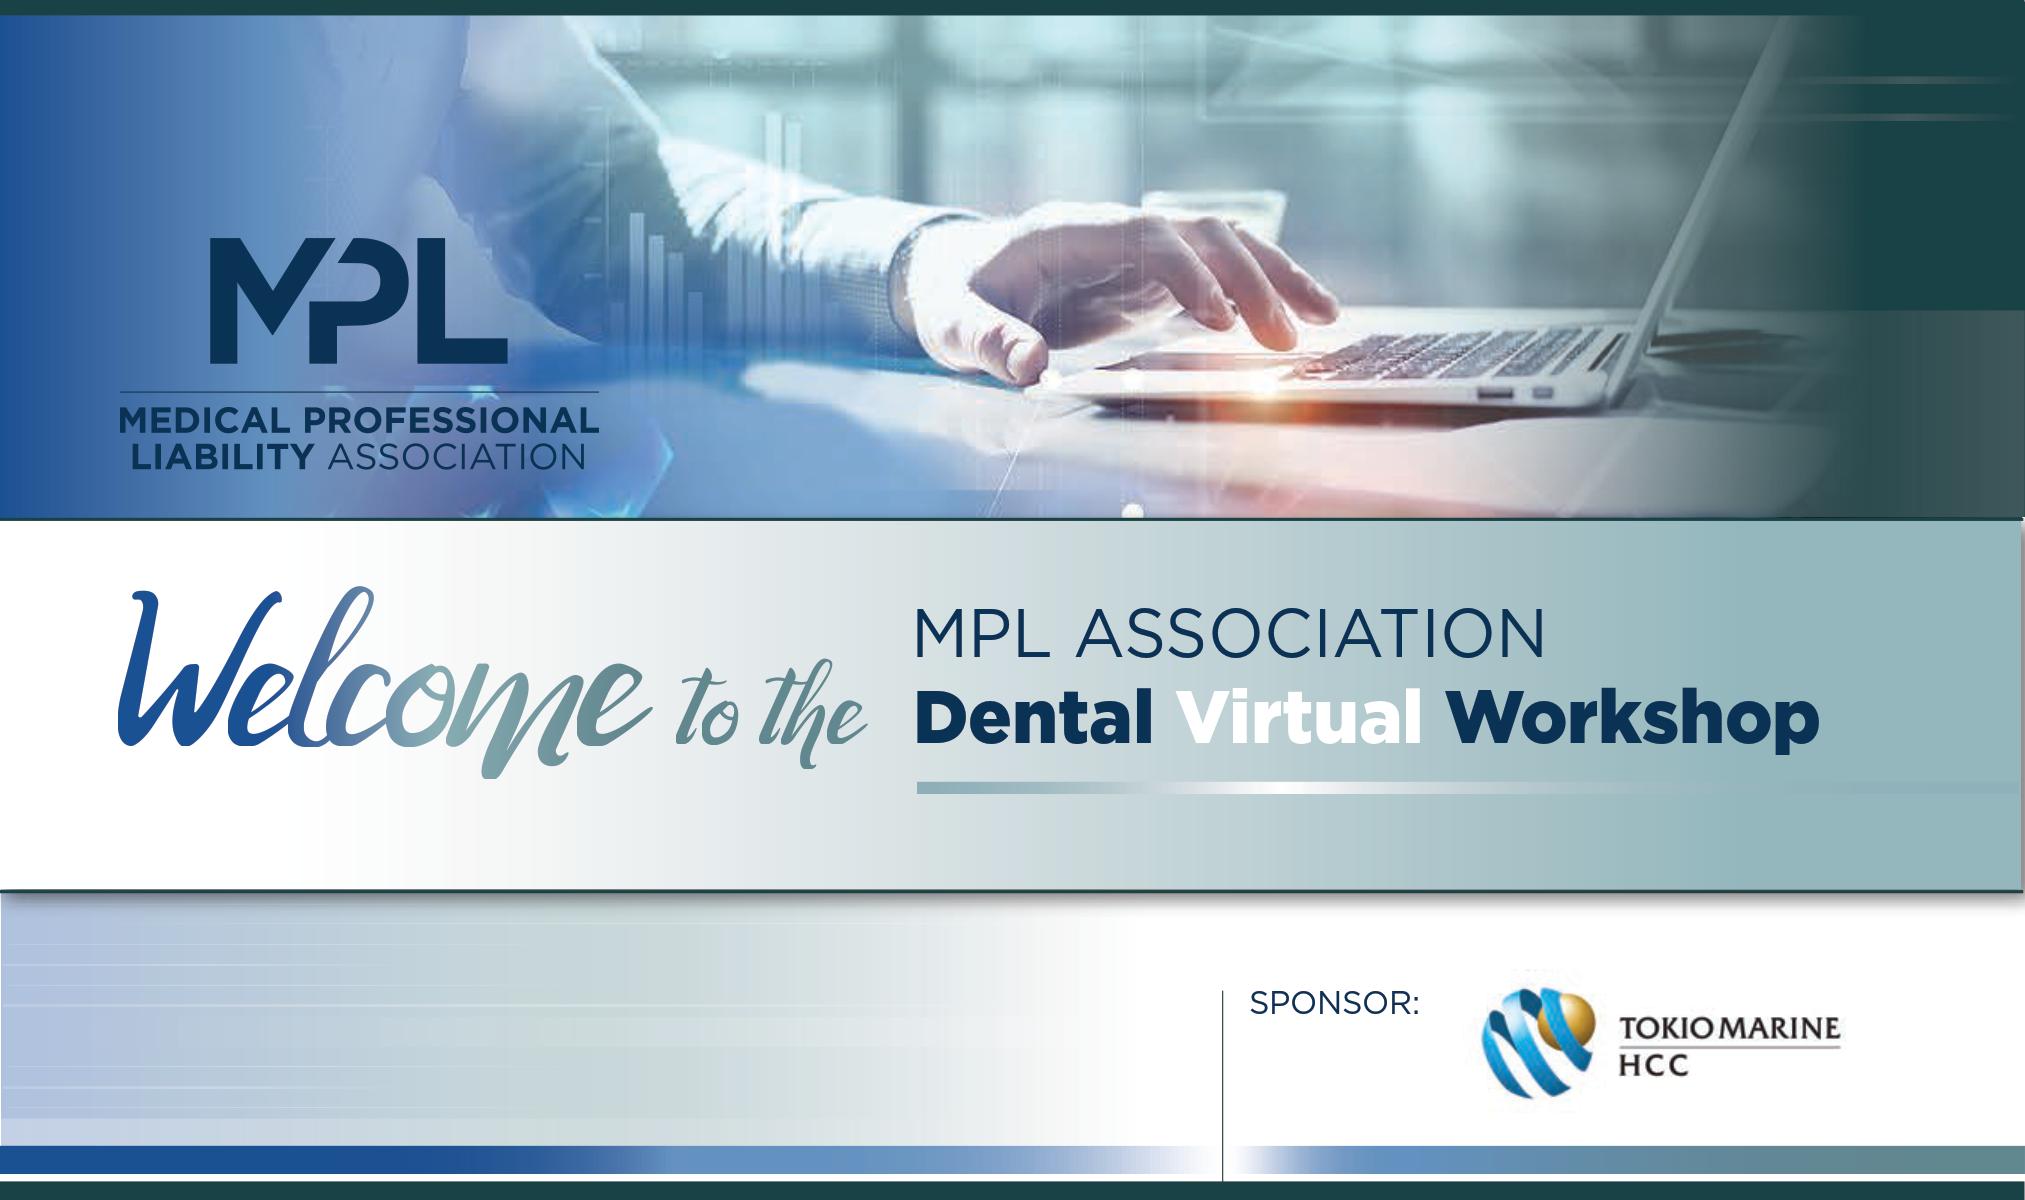 MPL
MEDICAL PROFESSIONAL
LIABILITY ASSOCIATION
Welcome to the
MPL ASSOCIATION
Dental Virtual Workshop
SPONSOR:
TOKIO MARINE
HCC